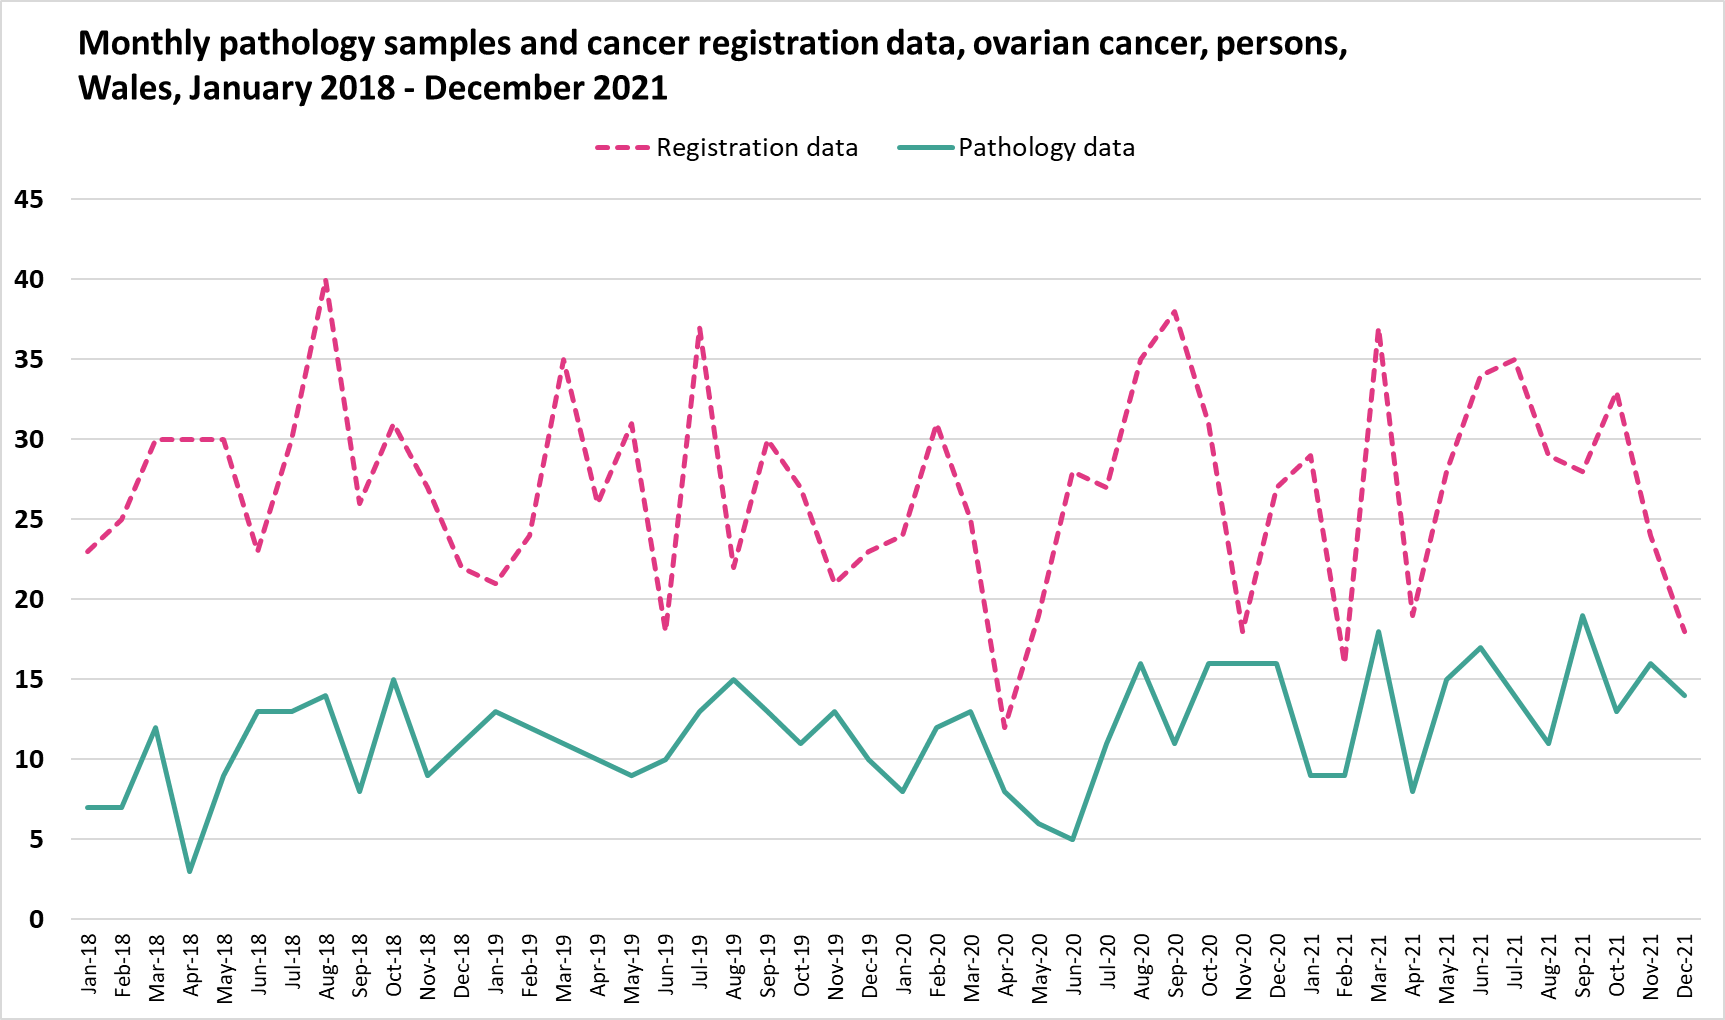 Monthly pathology samples and cancer registration data, ovarian cancer, persons,
Wales, January 2018 - December 2021
Registration data
Pathology data
45
40
35
30
25
20
15
10
5
0
Jan-18
Feb-18
Mar-18
Apr-18
May-18
Jun-18
Jul-18
Aug-18
Sep-18
Oct-18
Nov-18
Dec-18
Jan-19
Feb-19
Mar-19
Apr-19
May-19
Jun-19
Jul-19
Aug-19
Sep-19
Oct-19
Nov-19
Dec-19
Jan-20
Feb-20
Mar-20
Apr-20
May-20
Jun-20
Jul-20
Aug-20
Sep-20
Oct-20
Nov-20
Dec-20
Jan-21
Feb-21
Mar-21
Apr-21
May-21
Jun-21
Jul-21
Aug-21
Sep-21
Oct-21
Nov-21
Dec-21